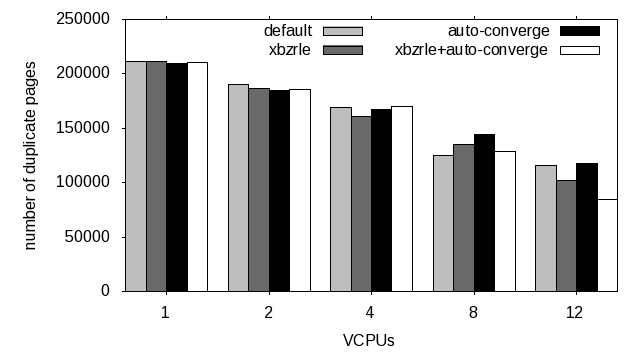 250000
200000
150000
100000
50000
0
number of duplicate pages
default
xbzrle
auto-converge
xbzrle+auto-converge
1 2 4 8 12
VCPUs